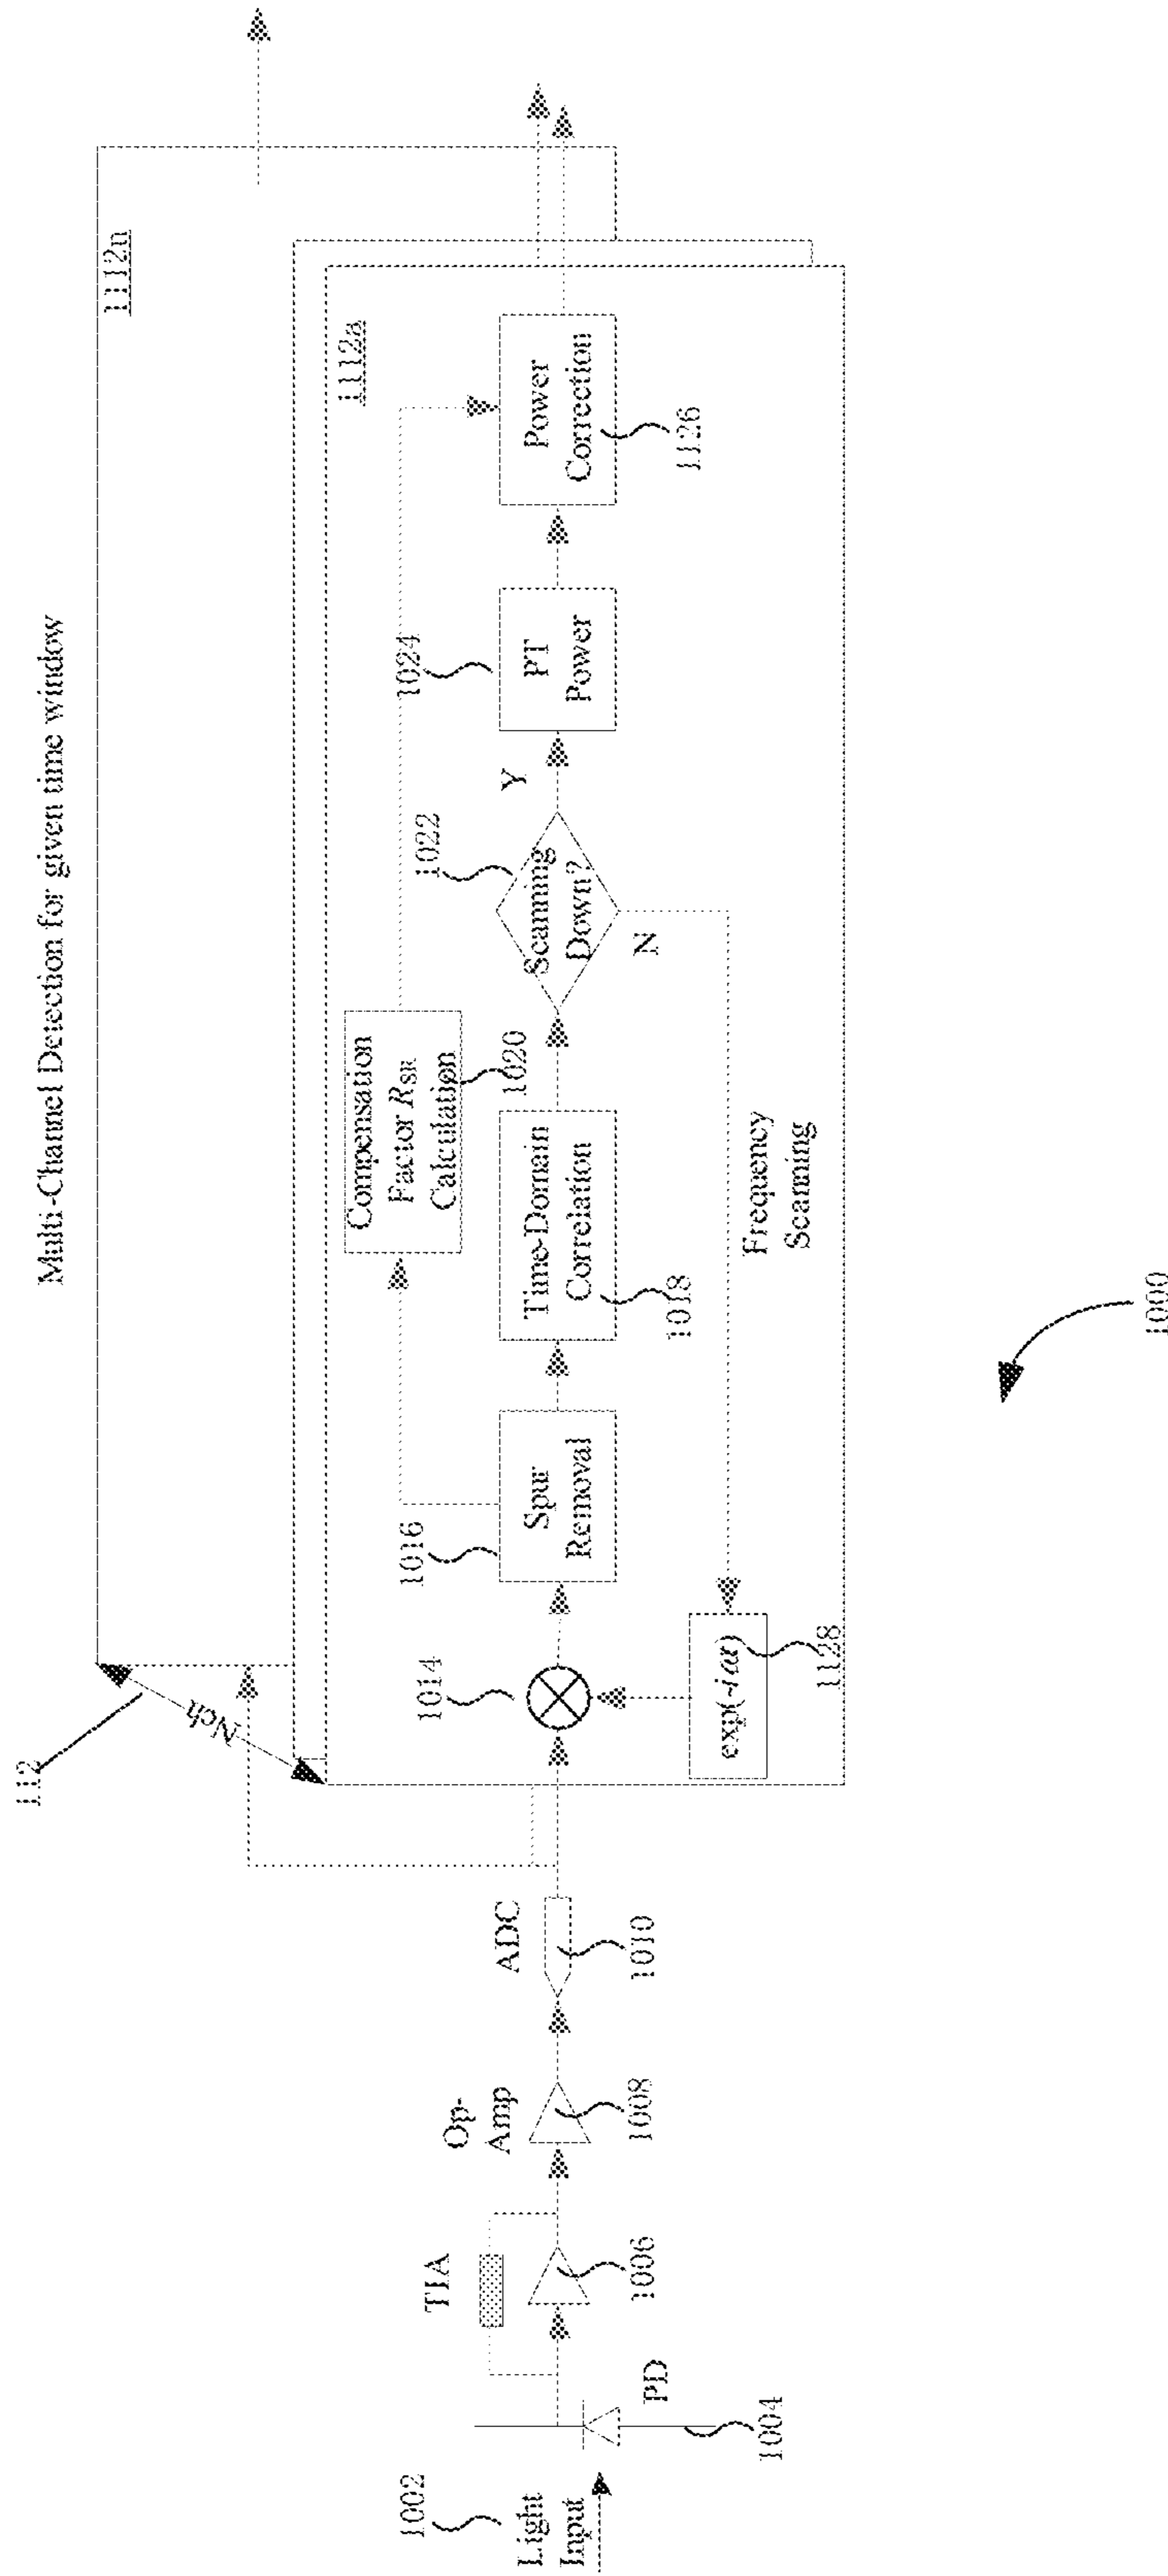 Multi-Channel Detection for given time window
112
Nch
1112n
1112a
1002
Light
Input
PD
1004
TIA
1006
Op-
Amp
1008
ADC
1010
1014
exp(-iωt)
1128
1016
Spur
Removal
Time-Domain
Correlation
1018
Compensation
Factor RSR
Calculation
1020
1022
Scanning
Down?
Y
N
Frequency
Scanning
1024
PT
Power
Power
Correction
1126
1000